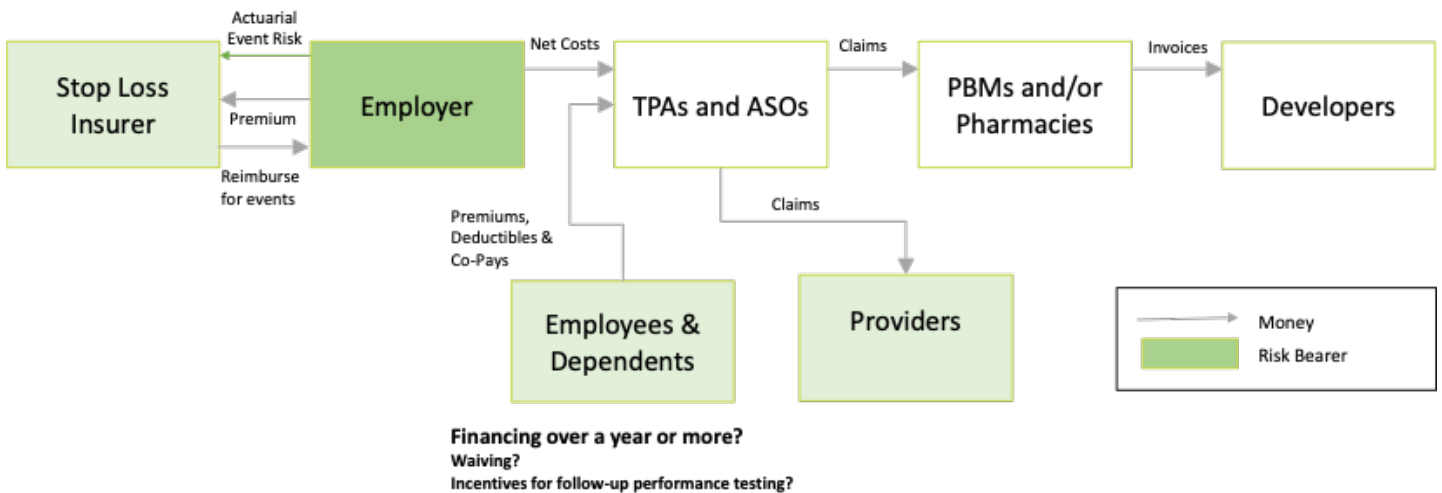 Actuarial
Event Risk
Net Costs
Claims
Invoices
Stop Loss
Insurer
Employer
TPAs and ASOs
PBMs and/or
Pharmacies
Developers
Premium
Reimburse
for events
Claims
Premiums,
Deductibles &
Co-Pays
Employees &
Dependents
Providers
Money
Risk Bearer
Financing over a year or more?
Waiving?
Incentives for follow-up performance testing?